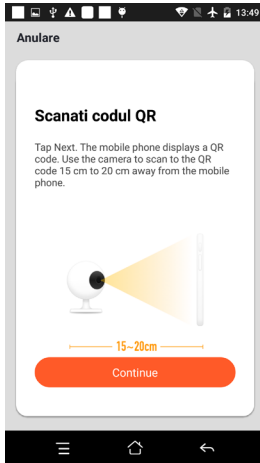 13:49
Anulare
Scanati codul QR
Tap Next. The mobile phone displays a QR
code. Use the camera to scan to the QR
code 15 cm to 20 cm away from the mobile
phone.
15~20cm
Continue